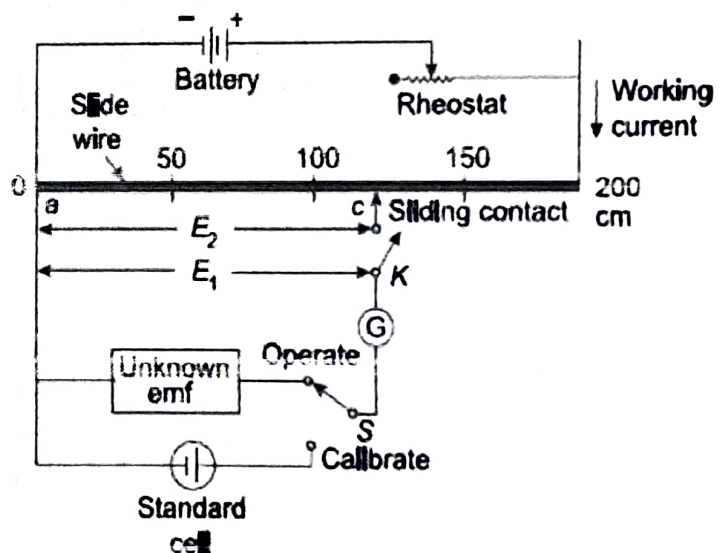 − +
Battery
Rheostat
Working
current
Slide
wire
50 100 150
0
200
cm
a
c
Sliding contact
E₂
E₁
K
G
Operate
Unknown
emf
S
Calibrate
Standard
cell